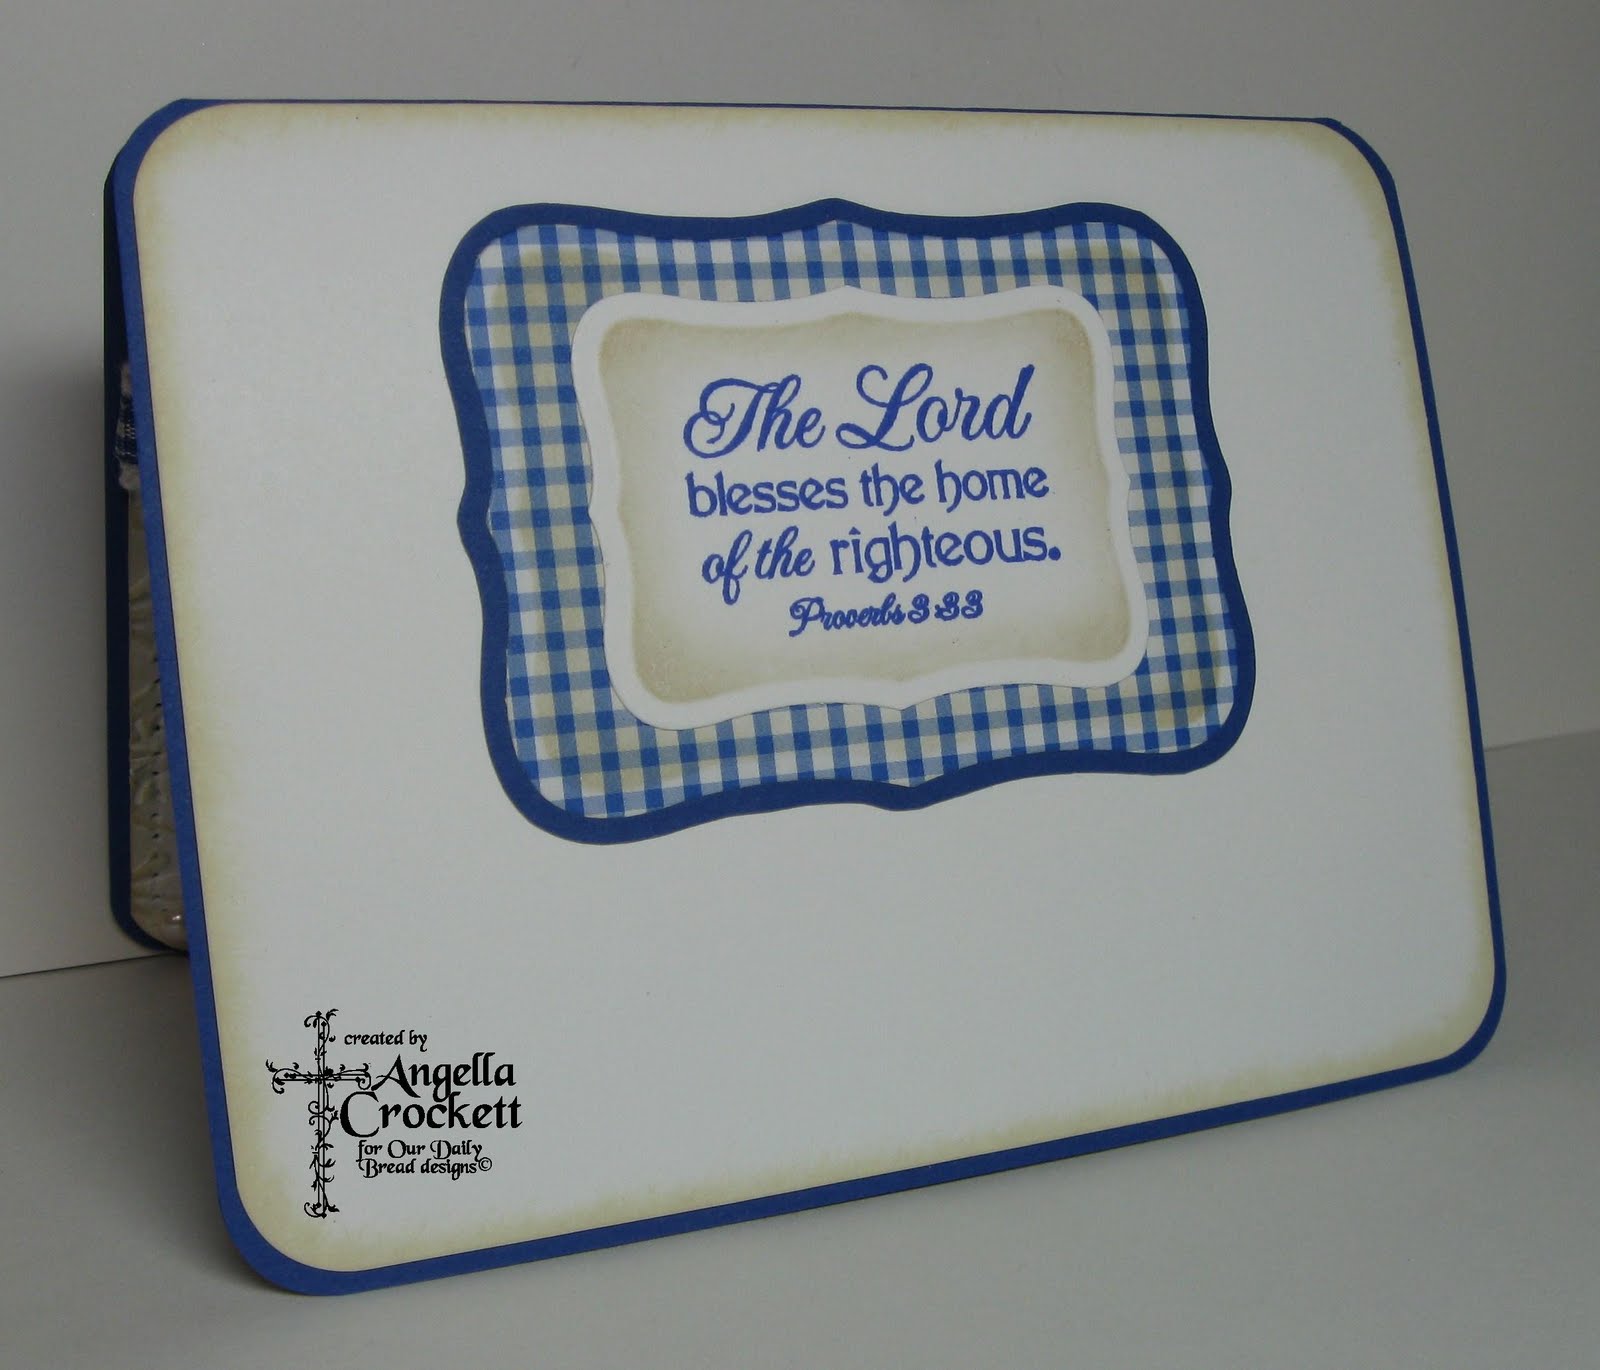 The Lord
blesses the home
of the righteous.
Proverbs 3:33
created by
Angella
Crockett
for Our Daily
Bread designs©